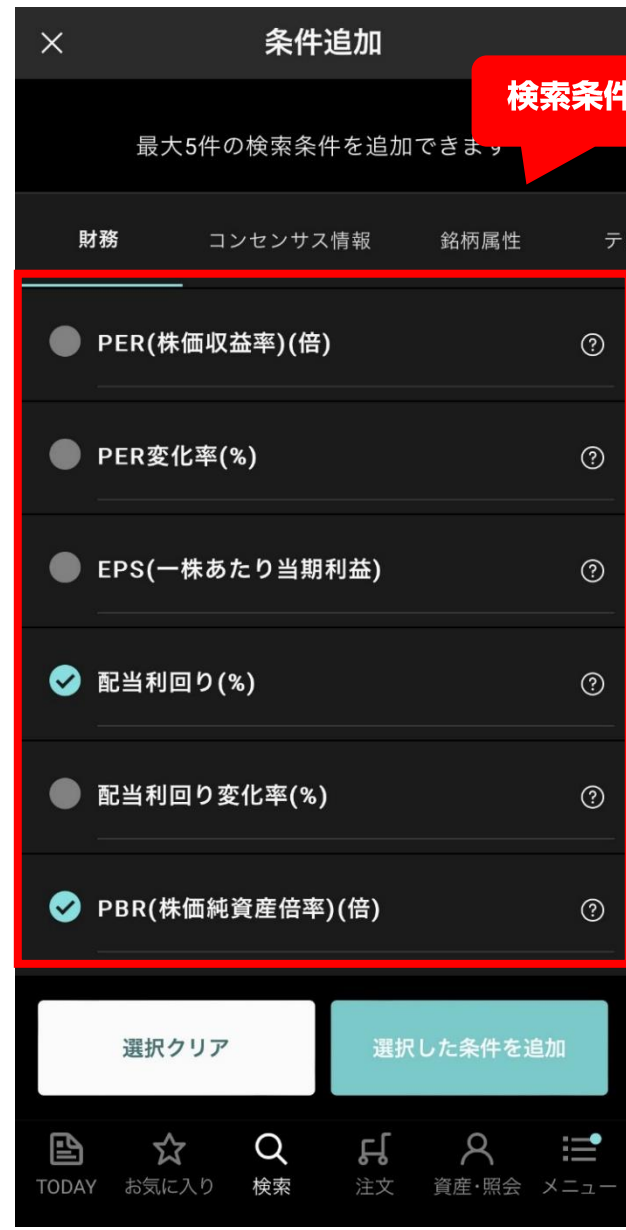 条件追加
検索条件
最大5件の検索条件を追加できます
財務 コンセンサス情報 銘柄属性 テ
PER(株価収益率)(倍)
PER変化率(%)
EPS(一株あたり当期利益)
配当利回り(%)
配当利回り変化率(%)
PBR(株価純資産倍率)(倍)
選択クリア 選択した条件を追加
TODAY お気に入り 検索 注文 資産・照会 メニュー